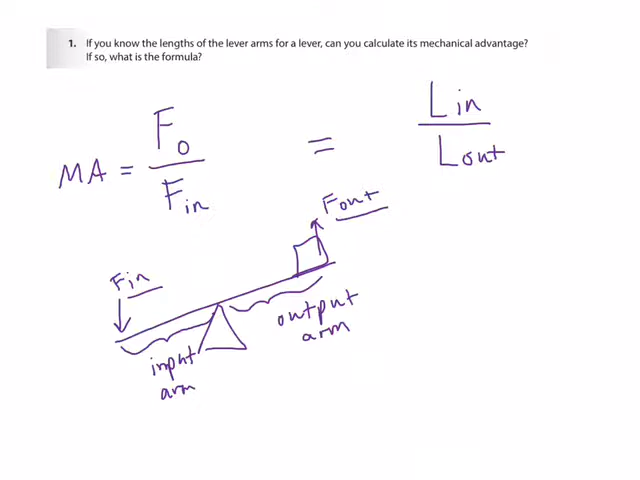 1. If you know the lengths of the lever arms for a lever, can you calculate its mechanical advantage?
If so, what is the formula?
MA = Fo / Fin = Lin / Lout
Fout
Fin
output
arm
input
arm